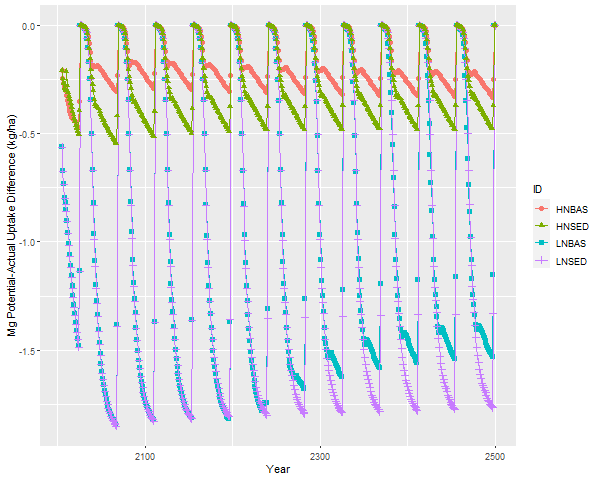 Mg Potential-Actual Uptake Difference (kg/ha)
0.0
-0.5
-1.0
-1.5
2100
2300
2500
Year
ID
HNBAS
HNSED
LNBAS
LNSED